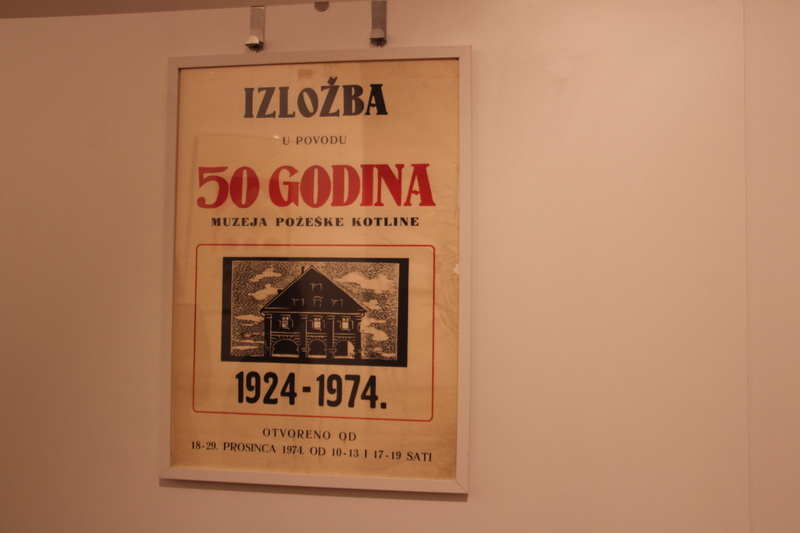 IZLOŽBA
U POVODU
50 GODINA
MUZEJA POŽEŠKE KOTLINE
1924-1974.
OTVORENO OD
18-29. PROSINCA 1974. OD 10-13 I 17-19 SATI